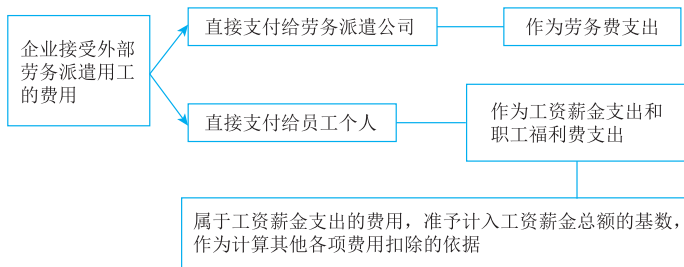 企业接受外部
劳务派遣用工
的费用
直接支付给劳务派遣公司
作为劳务费支出
直接支付给员工个人
作为工资薪金支出和
职工福利费支出
属于工资薪金支出的费用，准予计入工资薪金总额的基数，
作为计算其他各项费用扣除的依据